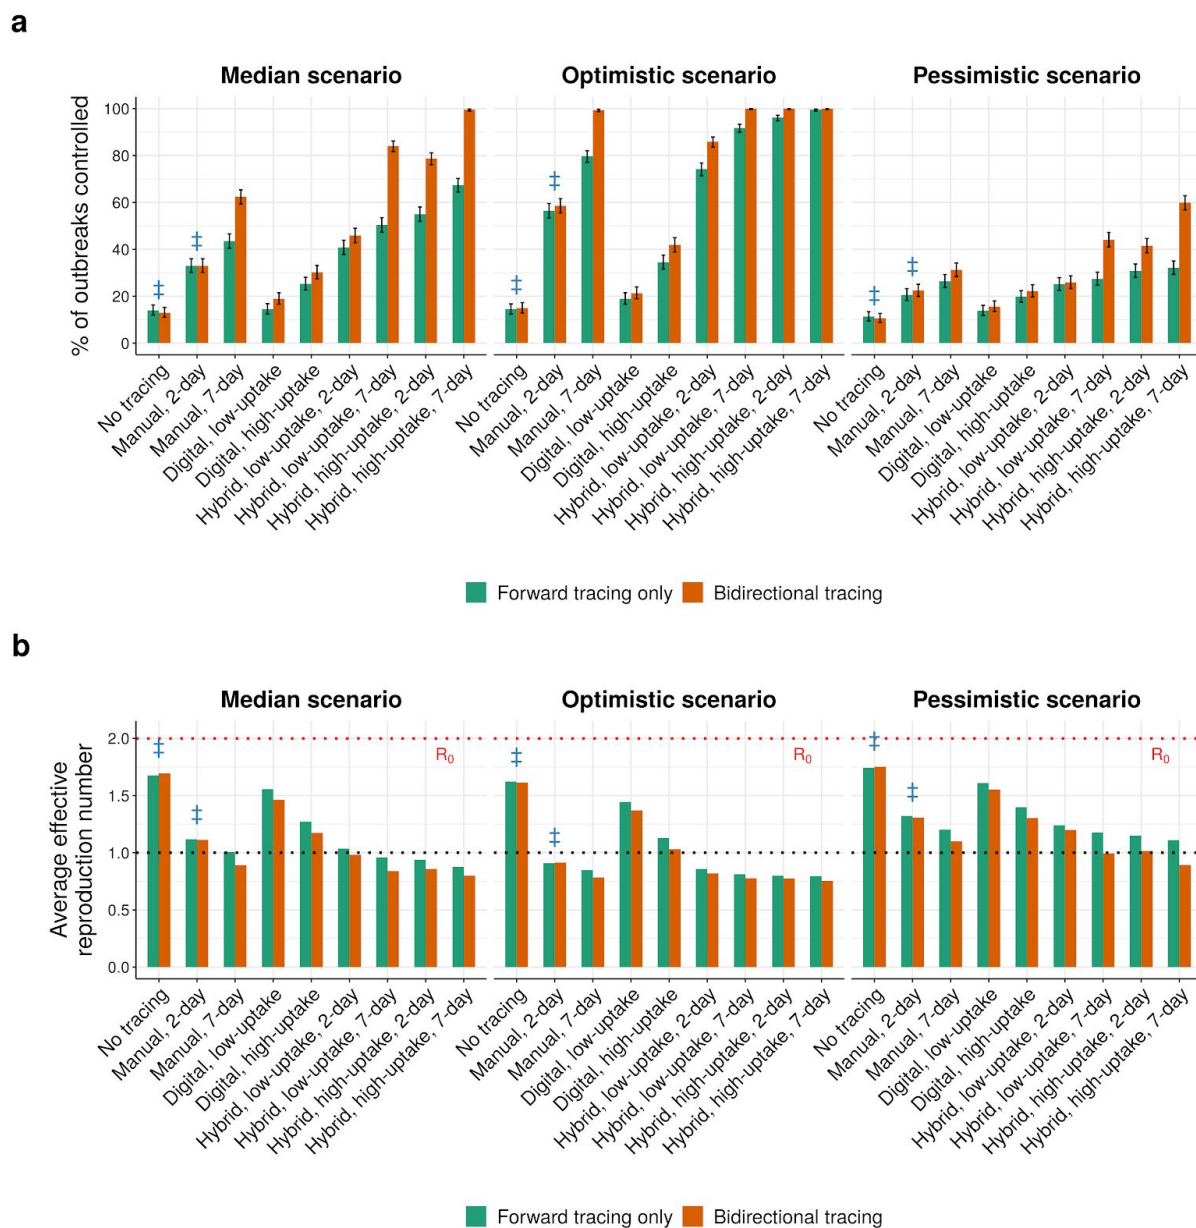 a
Median scenario
Optimistic scenario
Pessimistic scenario
% of outbreaks controlled
100
80
60
40
20
0
‡
‡
‡
‡
‡
‡
No tracing
Manual, 2-day
Manual, 7-day
Digital, low-uptake
Digital, high-uptake
Hybrid, low-uptake, 2-day
Hybrid, low-uptake, 7-day
Hybrid, high-uptake, 2-day
Hybrid, high-uptake, 7-day
No tracing
Manual, 2-day
Manual, 7-day
Digital, low-uptake
Digital, high-uptake
Hybrid, low-uptake, 2-day
Hybrid, low-uptake, 7-day
Hybrid, high-uptake, 2-day
Hybrid, high-uptake, 7-day
No tracing
Manual, 2-day
Manual, 7-day
Digital, low-uptake
Digital, high-uptake
Hybrid, low-uptake, 2-day
Hybrid, low-uptake, 7-day
Hybrid, high-uptake, 2-day
Hybrid, high-uptake, 7-day
Forward tracing only
Bidirectional tracing
b
Median scenario
Optimistic scenario
Pessimistic scenario
Average effective
reproduction number
2.0
1.5
1.0
0.5
0.0
‡
‡
R₀
‡
‡
R₀
‡
‡
R₀
No tracing
Manual, 2-day
Manual, 7-day
Digital, low-uptake
Digital, high-uptake
Hybrid, low-uptake, 2-day
Hybrid, low-uptake, 7-day
Hybrid, high-uptake, 2-day
Hybrid, high-uptake, 7-day
No tracing
Manual, 2-day
Manual, 7-day
Digital, low-uptake
Digital, high-uptake
Hybrid, low-uptake, 2-day
Hybrid, low-uptake, 7-day
Hybrid, high-uptake, 2-day
Hybrid, high-uptake, 7-day
No tracing
Manual, 2-day
Manual, 7-day
Digital, low-uptake
Digital, high-uptake
Hybrid, low-uptake, 2-day
Hybrid, low-uptake, 7-day
Hybrid, high-uptake, 2-day
Hybrid, high-uptake, 7-day
Forward tracing only
Bidirectional tracing